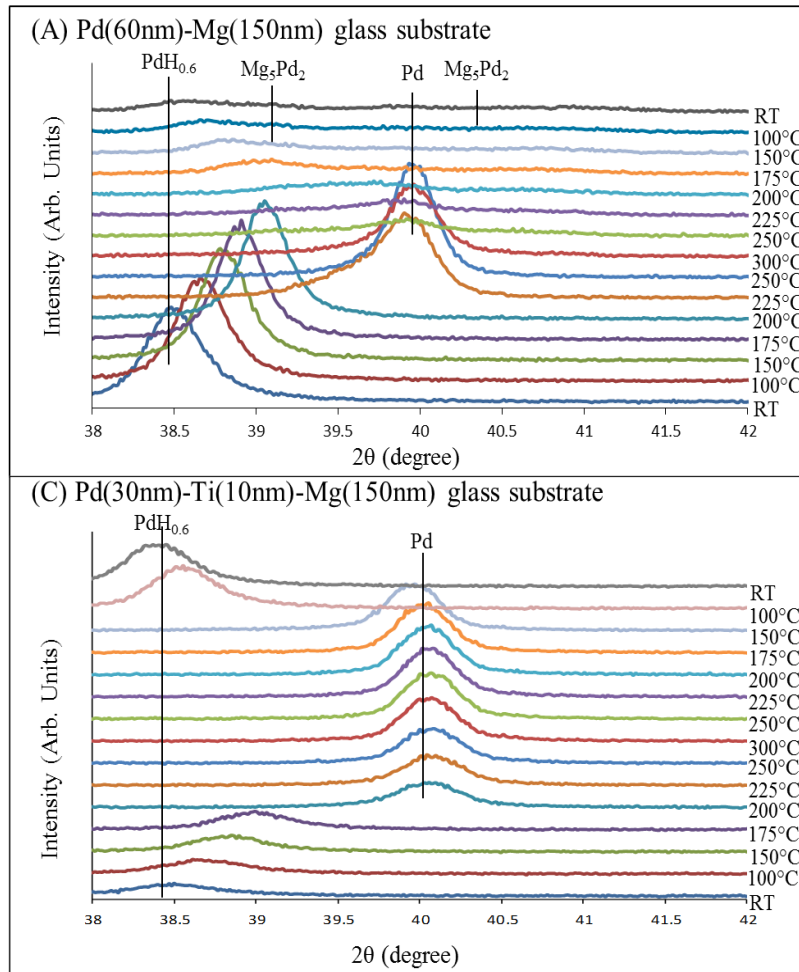 (A) Pd(60nm)-Mg(150nm) glass substrate
PdH0.6
Mg5Pd2
Pd
Mg5Pd2
Intensity (Arb. Units)
RT
100°C
150°C
175°C
200°C
225°C
250°C
300°C
250°C
225°C
200°C
175°C
150°C
100°C
RT
38 38.5 39 39.5 40 40.5 41 41.5 42
2θ (degree)
(C) Pd(30nm)-Ti(10nm)-Mg(150nm) glass substrate
PdH0.6
Pd
Intensity (Arb. Units)
RT
100°C
150°C
175°C
200°C
225°C
250°C
300°C
250°C
225°C
200°C
175°C
150°C
100°C
RT
38 38.5 39 39.5 40 40.5 41 41.5 42
2θ (degree)